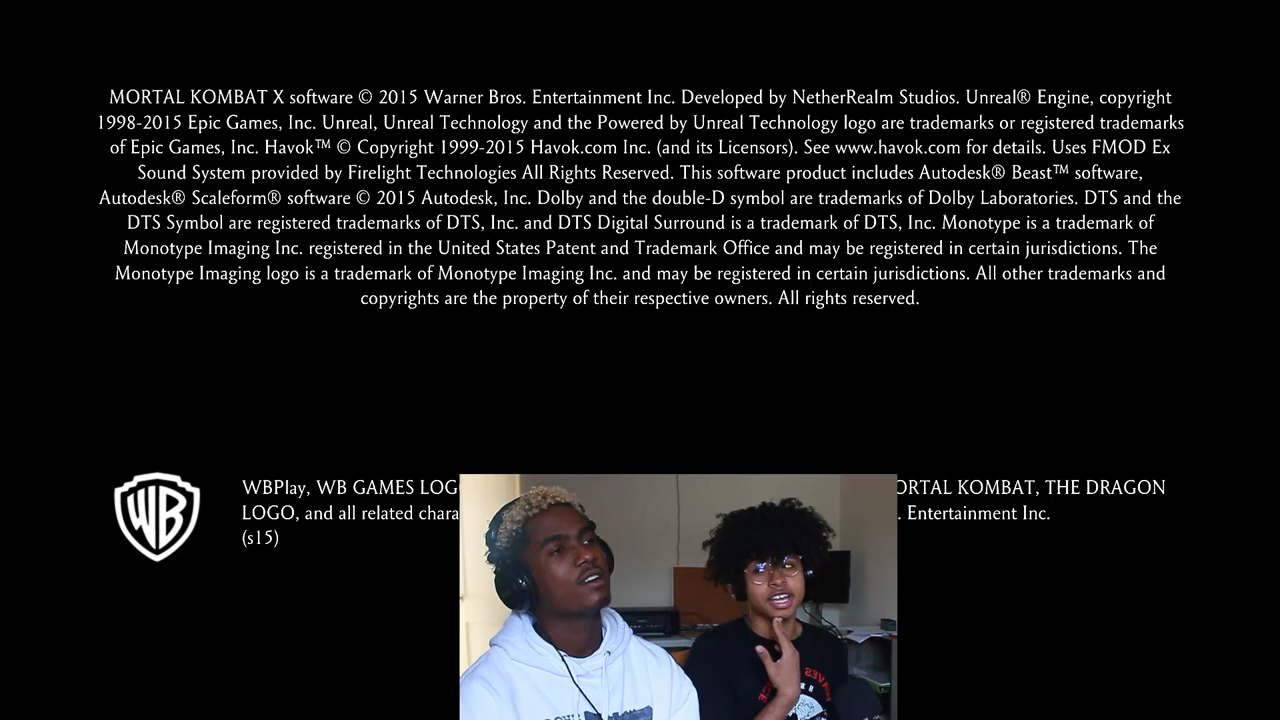 MORTAL KOMBAT X software © 2015 Warner Bros. Entertainment Inc. Developed by NetherRealm Studios. Unreal® Engine, copyright
1998-2015 Epic Games, Inc. Unreal, Unreal Technology and the Powered by Unreal Technology logo are trademarks or registered trademarks
of Epic Games, Inc. Havok™ © Copyright 1999-2015 Havok.com Inc. (and its Licensors). See www.havok.com for details. Uses FMOD Ex
Sound System provided by Firelight Technologies All Rights Reserved. This software product includes Autodesk® Beast™ software,
Autodesk® Scaleform® software © 2015 Autodesk, Inc. Dolby and the double-D symbol are trademarks of Dolby Laboratories. DTS and the
DTS Symbol are registered trademarks of DTS, Inc. and DTS Digital Surround is a trademark of DTS, Inc. Monotype is a trademark of
Monotype Imaging Inc. registered in the United States Patent and Trademark Office and may be registered in certain jurisdictions. The
Monotype Imaging logo is a trademark of Monotype Imaging Inc. and may be registered in certain jurisdictions. All other trademarks and
copyrights are the property of their respective owners. All rights reserved.
WB
WBPlay, WB GAMES LOG ORTAL KOMBAT, THE DRAGON
LOGO, and all related chara . Entertainment Inc.
(s15)